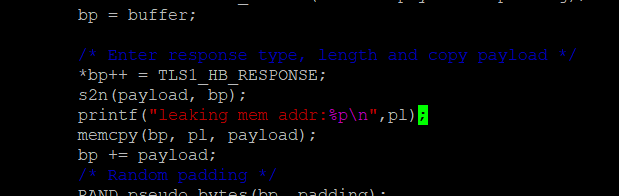 bp = buffer;
/* Enter response type, length and copy payload */
*bp++ = TLS1_HB_RESPONSE;
s2n(payload, bp);
printf("leaking mem addr:%p\n",pl);
memcpy(bp, pl, payload);
bp += payload;
/* Random padding */
RAND_pseudo_bytes(bp, padding);